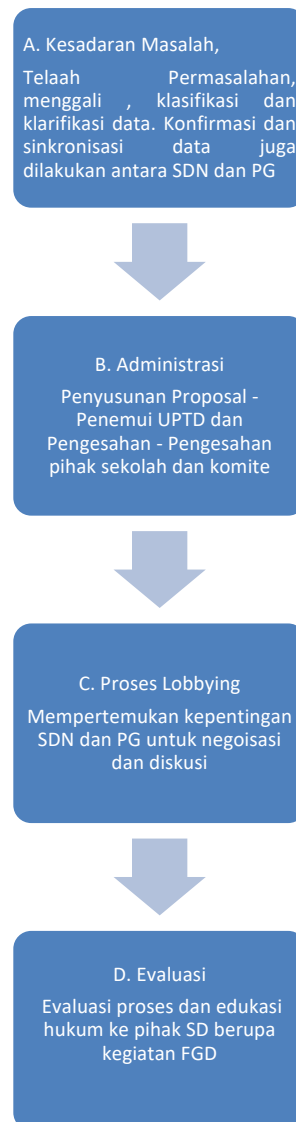 A. Kesadaran Masalah,
Telaah Permasalahan,
menggali , klasifikasi dan
klarifikasi data. Konfirmasi dan
sinkronisasi data juga
dilakukan antara SDN dan PG
B. Administrasi
Penyusunan Proposal -
Penemui UPTD dan
Pengesahan - Pengesahan
pihak sekolah dan komite
C. Proses Lobbying
Mempertemukan kepentingan
SDN dan PG untuk negoisasi
dan diskusi
D. Evaluasi
Evaluasi proses dan edukasi
hukum ke pihak SD berupa
kegiatan FGD